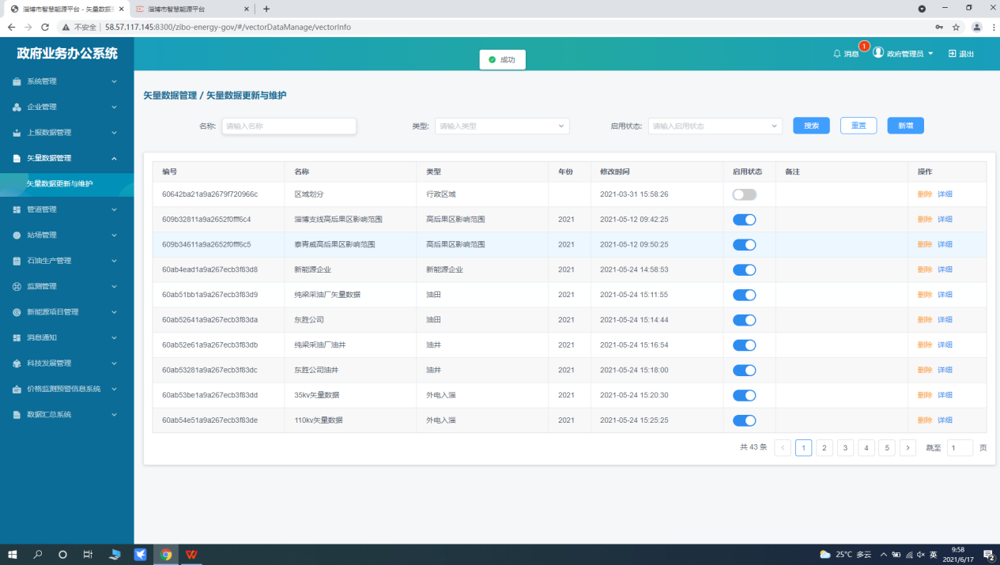 淄博市智慧能源平台 - 矢量数据
淄博市智慧能源平台
不安全 58.57.117.145:8300/zibo-energy-gov/#/vectorDataManage/vectorInfo
政府业务办公系统
成功
消息 1 政府管理员 退出
系统管理
企业管理
上报数据管理
矢量数据管理
矢量数据更新与维护
管道管理
站场管理
石油生产管理
监测管理
新能源项目管理
消息通知
科技发展管理
价格监测预警信息系统
数据汇总系统
矢量数据管理 / 矢量数据更新与维护
名称: 请输入名称 类型: 请输入类型 启用状态: 请输入启用状态 搜索 重置 新增
编号 名称 类型 年份 修改时间 启用状态 备注 操作
60642ba21a9a2679f720966c 区域划分 行政区域 2021-03-31 15:58:26 删除 详细
609b32811a9a2652f0fff6c4 淄博支线高后果区影响范围 高后果区影响范围 2021 2021-05-12 09:42:25 删除 详细
609b34611a9a2652f0fff6c5 泰青威高后果区影响范围 高后果区影响范围 2021 2021-05-12 09:50:25 删除 详细
60ab4ead1a9a267ecb3f83d8 新能源企业 新能源企业 2021 2021-05-24 14:58:53 删除 详细
60ab51bb1a9a267ecb3f83d9 纯梁采油厂矢量数据 油田 2021 2021-05-24 15:11:55 删除 详细
60ab52641a9a267ecb3f83da 东胜公司 油田 2021 2021-05-24 15:14:44 删除 详细
60ab52e61a9a267ecb3f83db 纯梁采油厂油井 油井 2021 2021-05-24 15:16:54 删除 详细
60ab53281a9a267ecb3f83dc 东胜公司油井 油井 2021 2021-05-24 15:18:00 删除 详细
60ab53be1a9a267ecb3f83dd 35kv矢量数据 外电入淄 2021 2021-05-24 15:20:30 删除 详细
60ab54e51a9a267ecb3f83de 110kv矢量数据 外电入淄 2021 2021-05-24 15:25:25 删除 详细
共 43 条 1 2 3 4 5 跳至 1 页
25°C 多云 英 9:58
2021/6/17 2